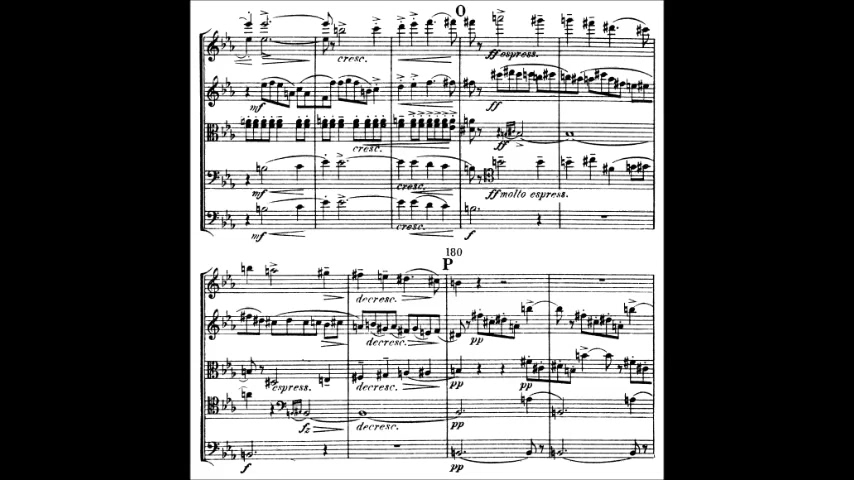 O
cresc.
ff espress.
mf
ff
cresc.
ff
mf
cresc.
ff molto espress.
mf
cresc.
f
180
P
decresc.
decresc.
pp
espress.
decresc.
pp
pp
fz
decresc.
pp
f
pp